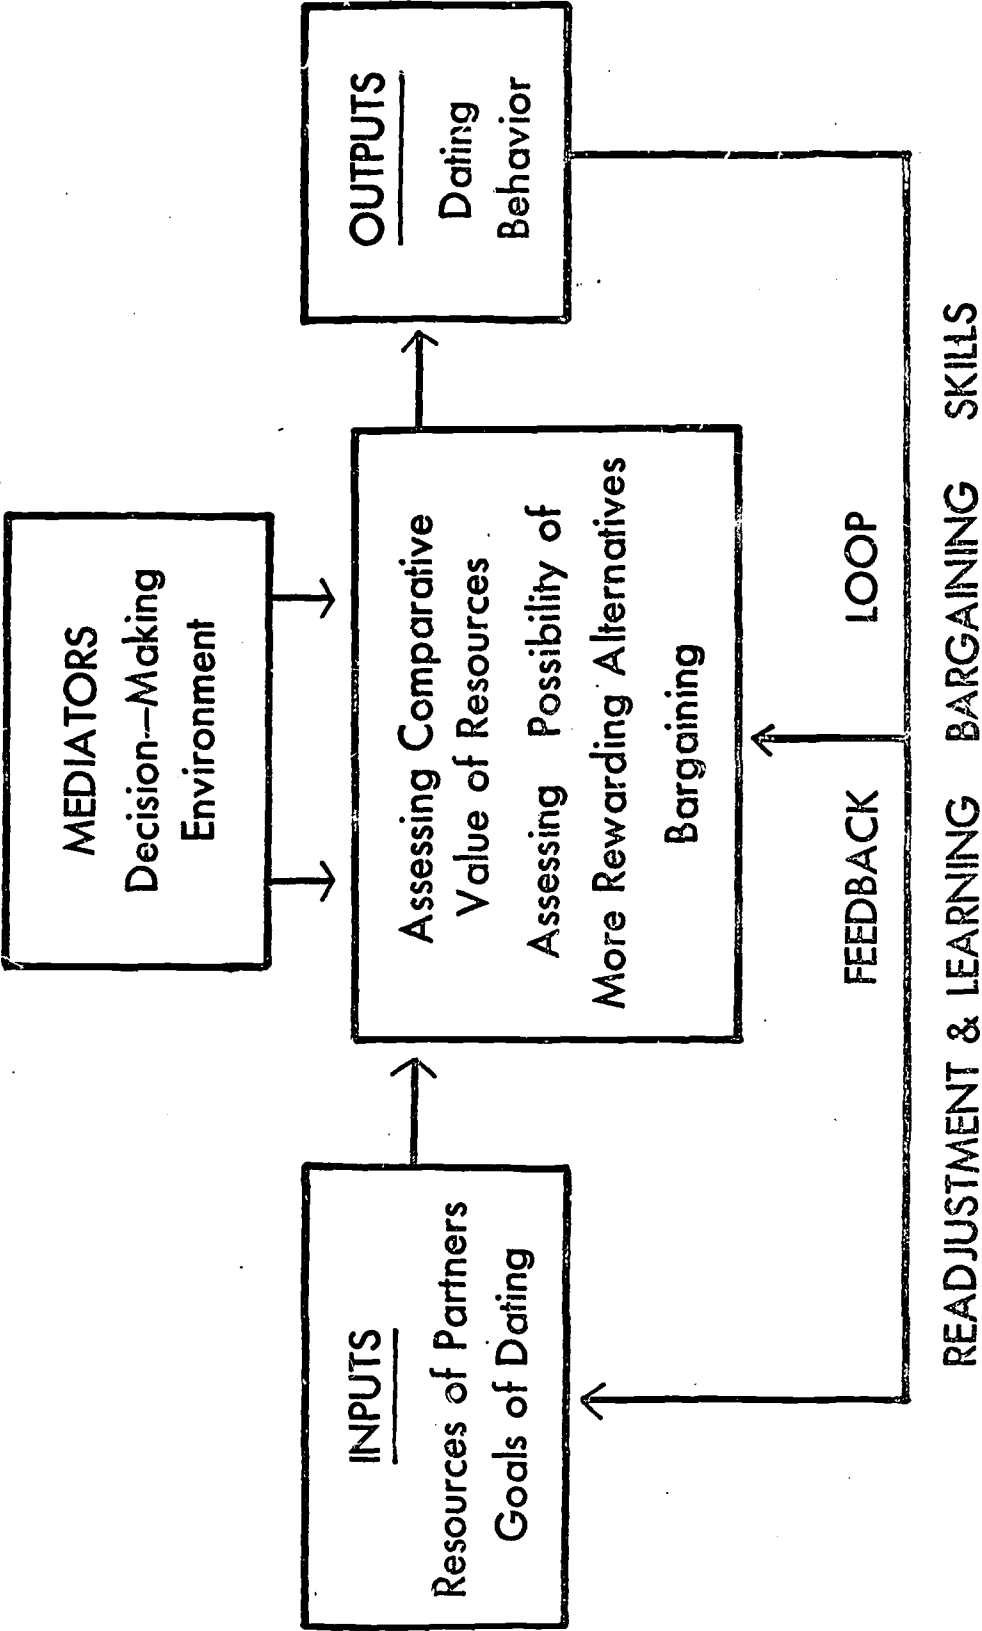 MEDIATORS
Decision--Making
Environment
INPUTS
Resources of Partners
Goals of Dating
Assessing Comparative
Value of Resources
Assessing Possibility of
More Rewarding Alternatives
Bargaining
OUTPUTS
Dating
Behavior
FEEDBACK LOOP
READJUSTMENT & LEARNING BARGAINING SKILLS